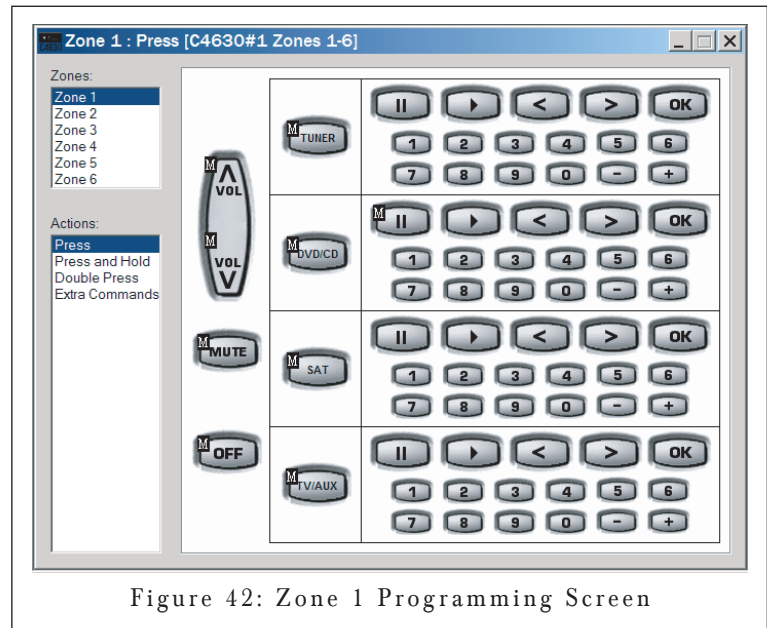 Zone 1 : Press [C4630#1 Zones 1-6]
Zones:
Zone 1
Zone 2
Zone 3
Zone 4
Zone 5
Zone 6
Actions:
Press
Press and Hold
Double Press
Extra Commands
M
VOL
M
VOL
M MUTE
M OFF
M TUNER
II < > OK
1 2 3 4 5 6
7 8 9 0 - +
M DVD/CD
M II < > OK
1 2 3 4 5 6
7 8 9 0 - +
M SAT
II < > OK
1 2 3 4 5 6
7 8 9 0 - +
M TV/AUX
II < > OK
1 2 3 4 5 6
7 8 9 0 - +
Figure 42: Zone 1 Programming Screen